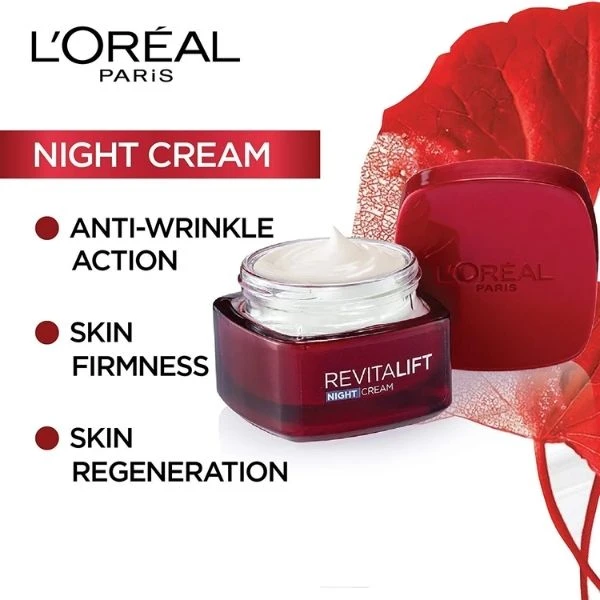 L'ORÉAL
PARiS
NIGHT CREAM
ANTI-WRINKLE
ACTION
SKIN
FIRMNESS
SKIN
REGENERATION
L'ORÉAL
PARIS
REVITALIFT
NIGHT CREAM